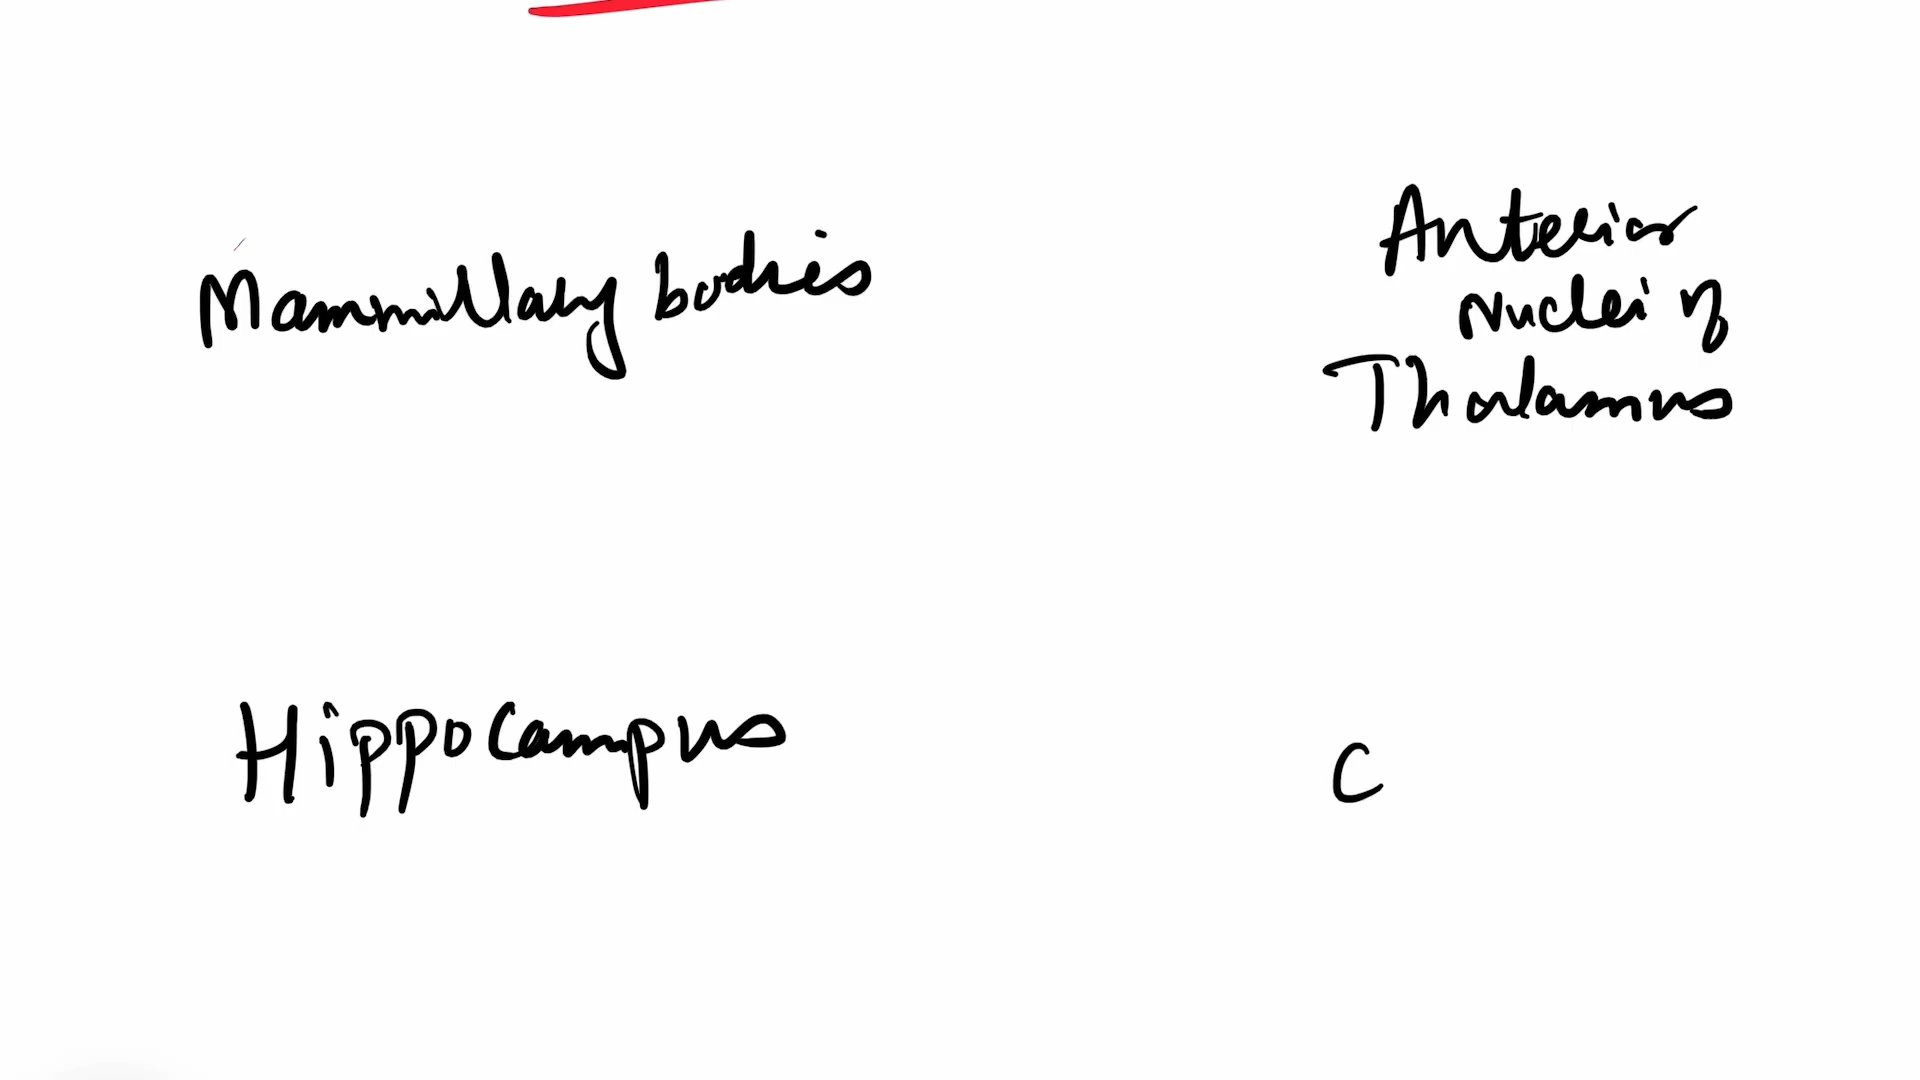 Mammillary bodies
Anterior
nuclei of
Thalamus
Hippocampus
C